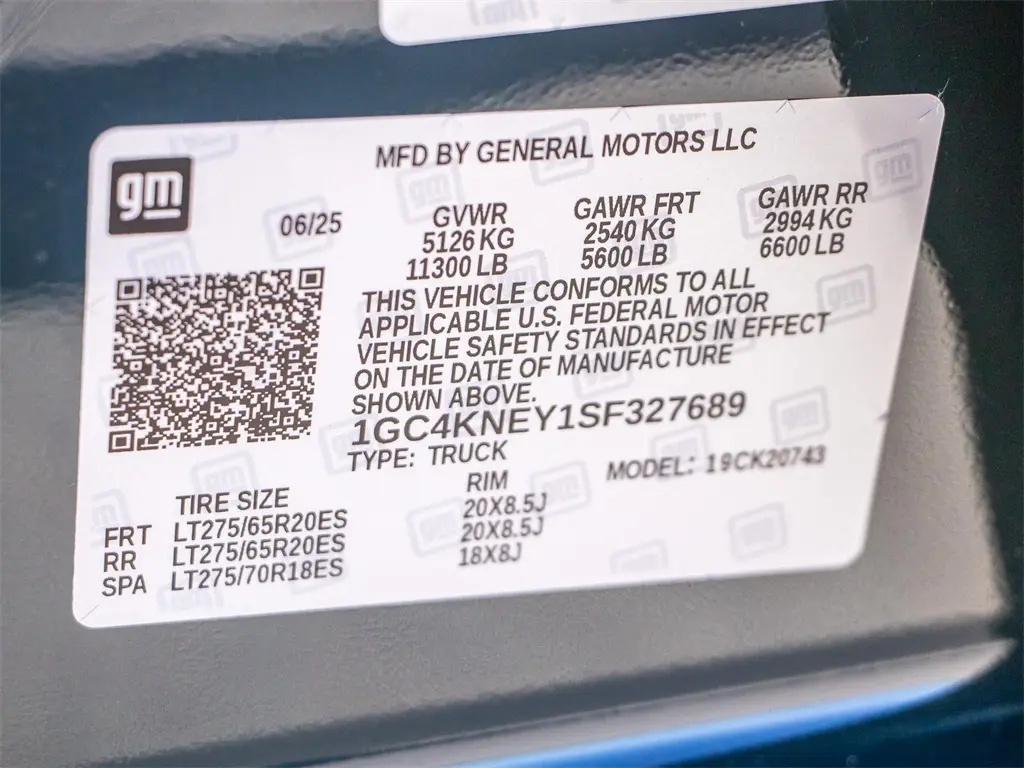 gm
MFD BY GENERAL MOTORS LLC
06/25
GVWR
5126 KG
11300 LB
GAWR FRT
2540 KG
5600 LB
GAWR RR
2994 KG
6600 LB
THIS VEHICLE CONFORMS TO ALL
APPLICABLE U.S. FEDERAL MOTOR
VEHICLE SAFETY STANDARDS IN EFFECT
ON THE DATE OF MANUFACTURE
SHOWN ABOVE.
1GC4KNEY1SF327689
TYPE: TRUCK
MODEL: 19CK20743
TIRE SIZE RIM
FRT LT275/65R20ES 20X8.5J
RR LT275/65R20ES 20X8.5J
SPA LT275/70R18ES 18X8J